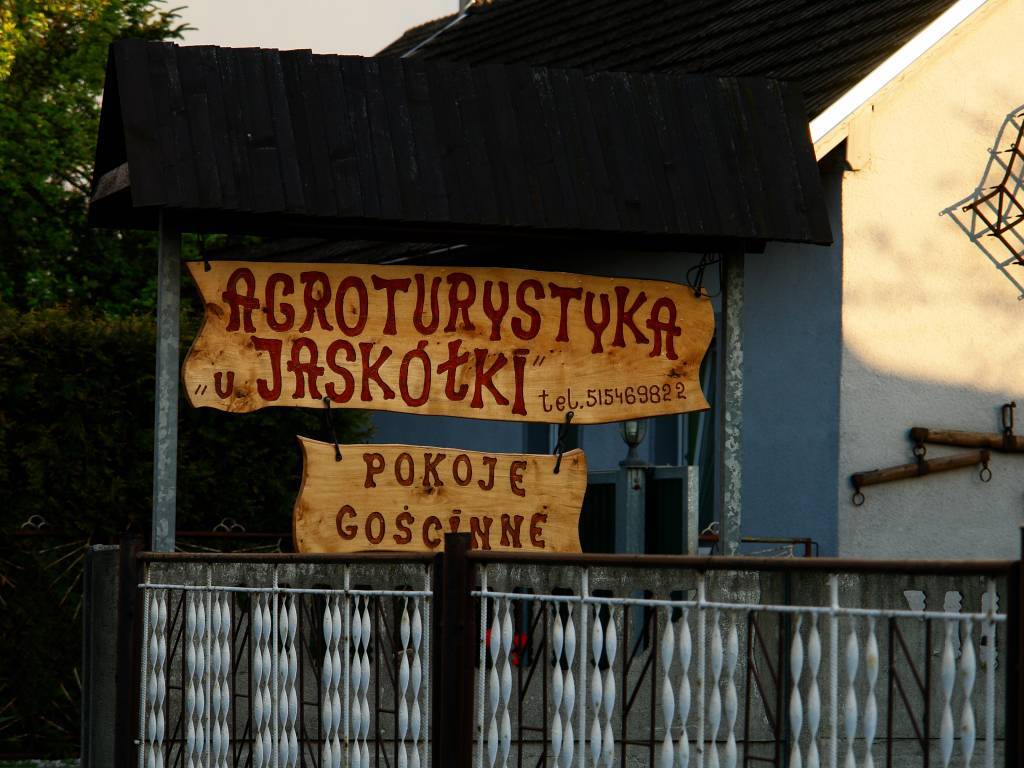 AGROTURYSTYKA
„u JASKÓŁKI” tel.515469822
POKOJE
GOŚCINNE